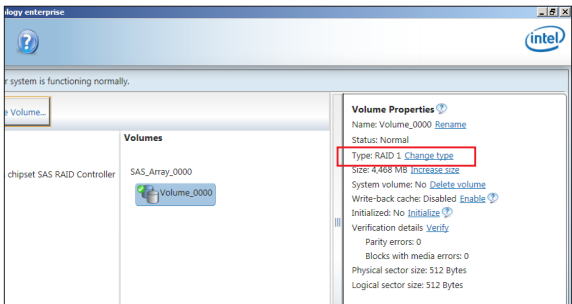 ology enterprise
intel
r system is functioning normally.
e Volume...
Volumes
chipset SAS RAID Controller
SAS_Array_0000
Volume_0000
Volume Properties
Name: Volume_0000 Rename
Status: Normal
Type: RAID 1 Change type
Size: 4,468 MB Increase size
System volume: No Delete volume
Write-back cache: Disabled Enable
Initialized: No Initialize
Verification details Verify
Parity errors: 0
Blocks with media errors: 0
Physical sector size: 512 Bytes
Logical sector size: 512 Bytes